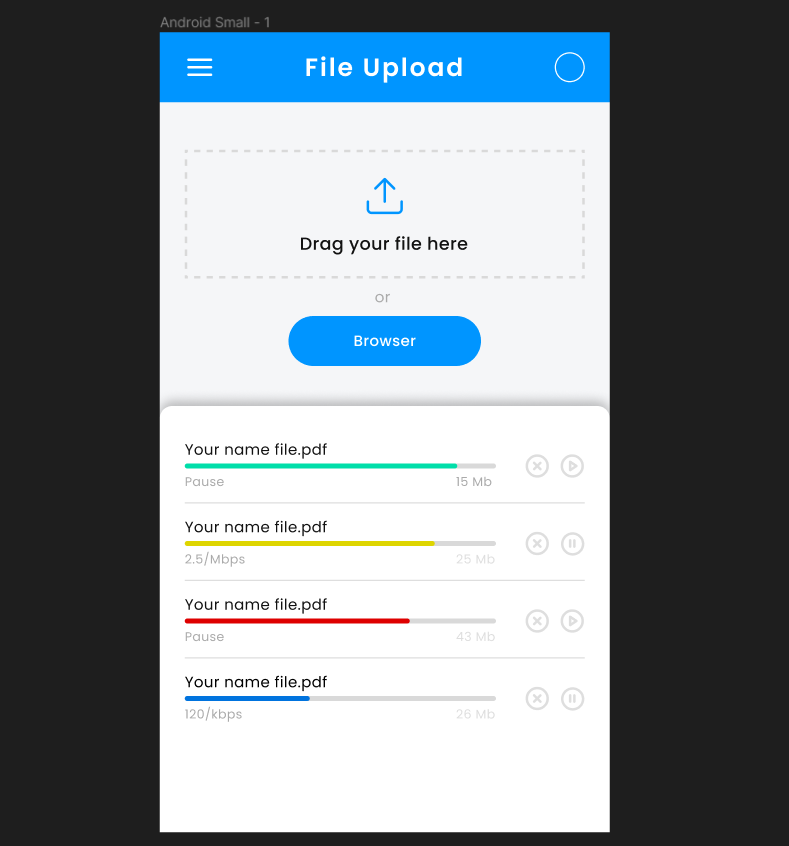 Android Small - 1
File Upload
Drag your file here
or
Browser
Your name file.pdf
Pause 15 Mb
Your name file.pdf
2.5/Mbps 25 Mb
Your name file.pdf
Pause 43 Mb
Your name file.pdf
120/kbps 26 Mb